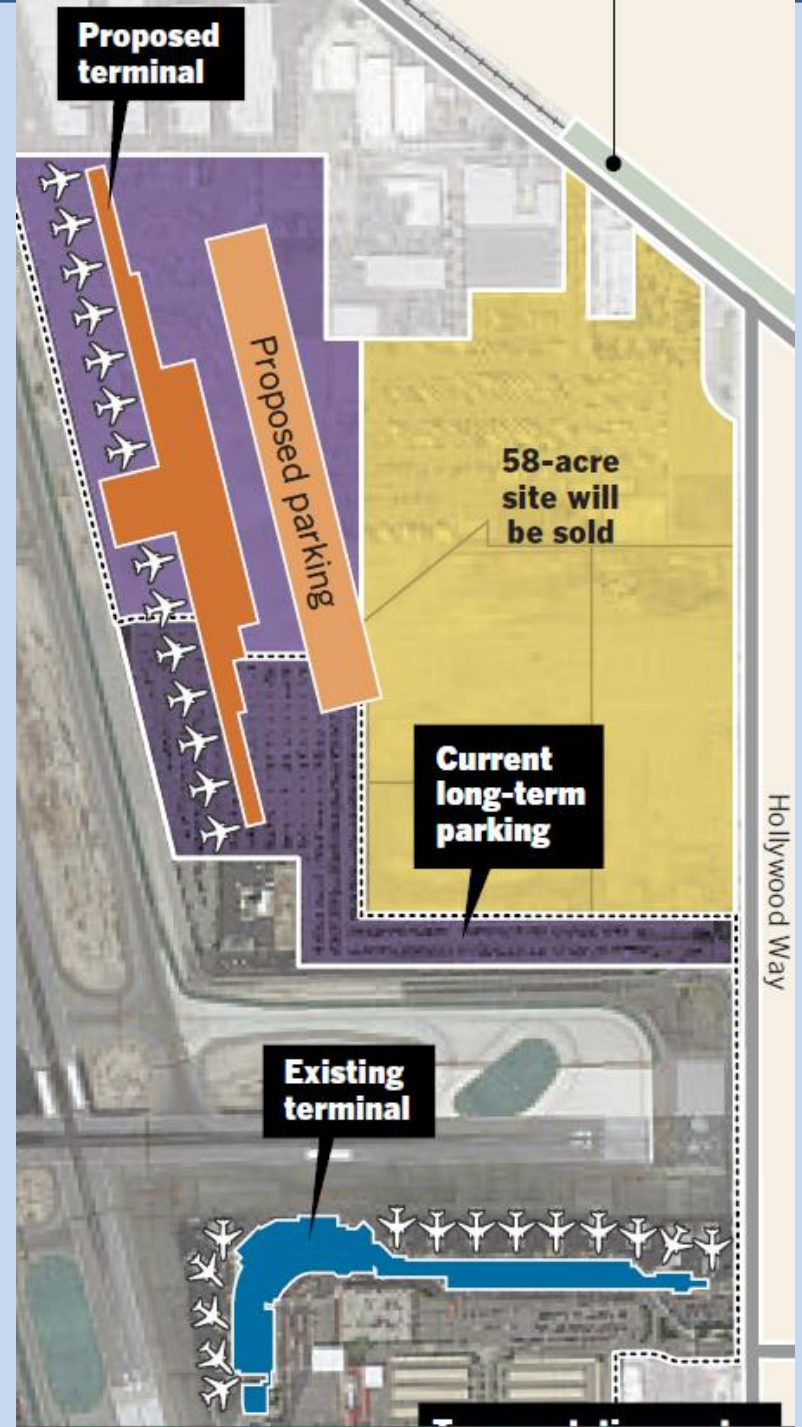 Proposed
terminal
Proposed parking
58-acre
site will
be sold
Current
long-term
parking
Hollywood Way
Existing
terminal